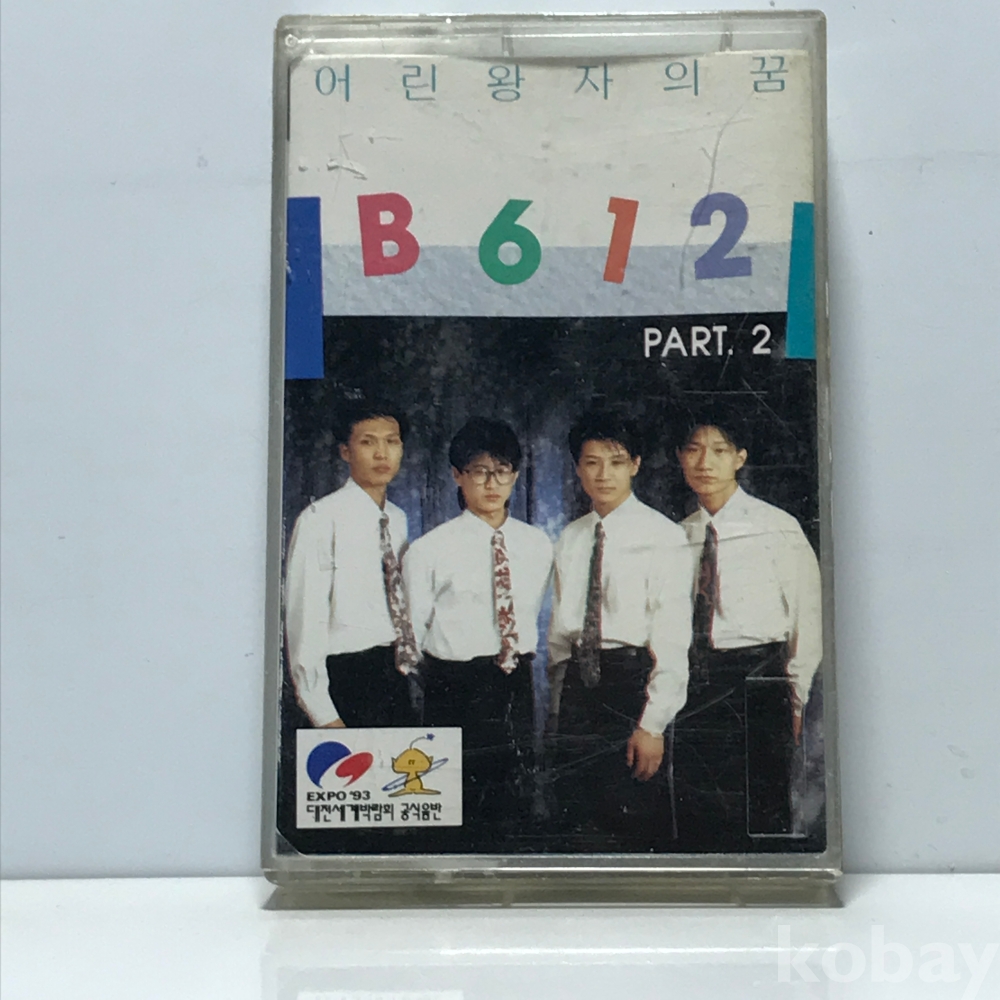 어린왕자의 꿈
B612
PART. 2
EXPO '93
대전세계박람회 공식음반
kobay